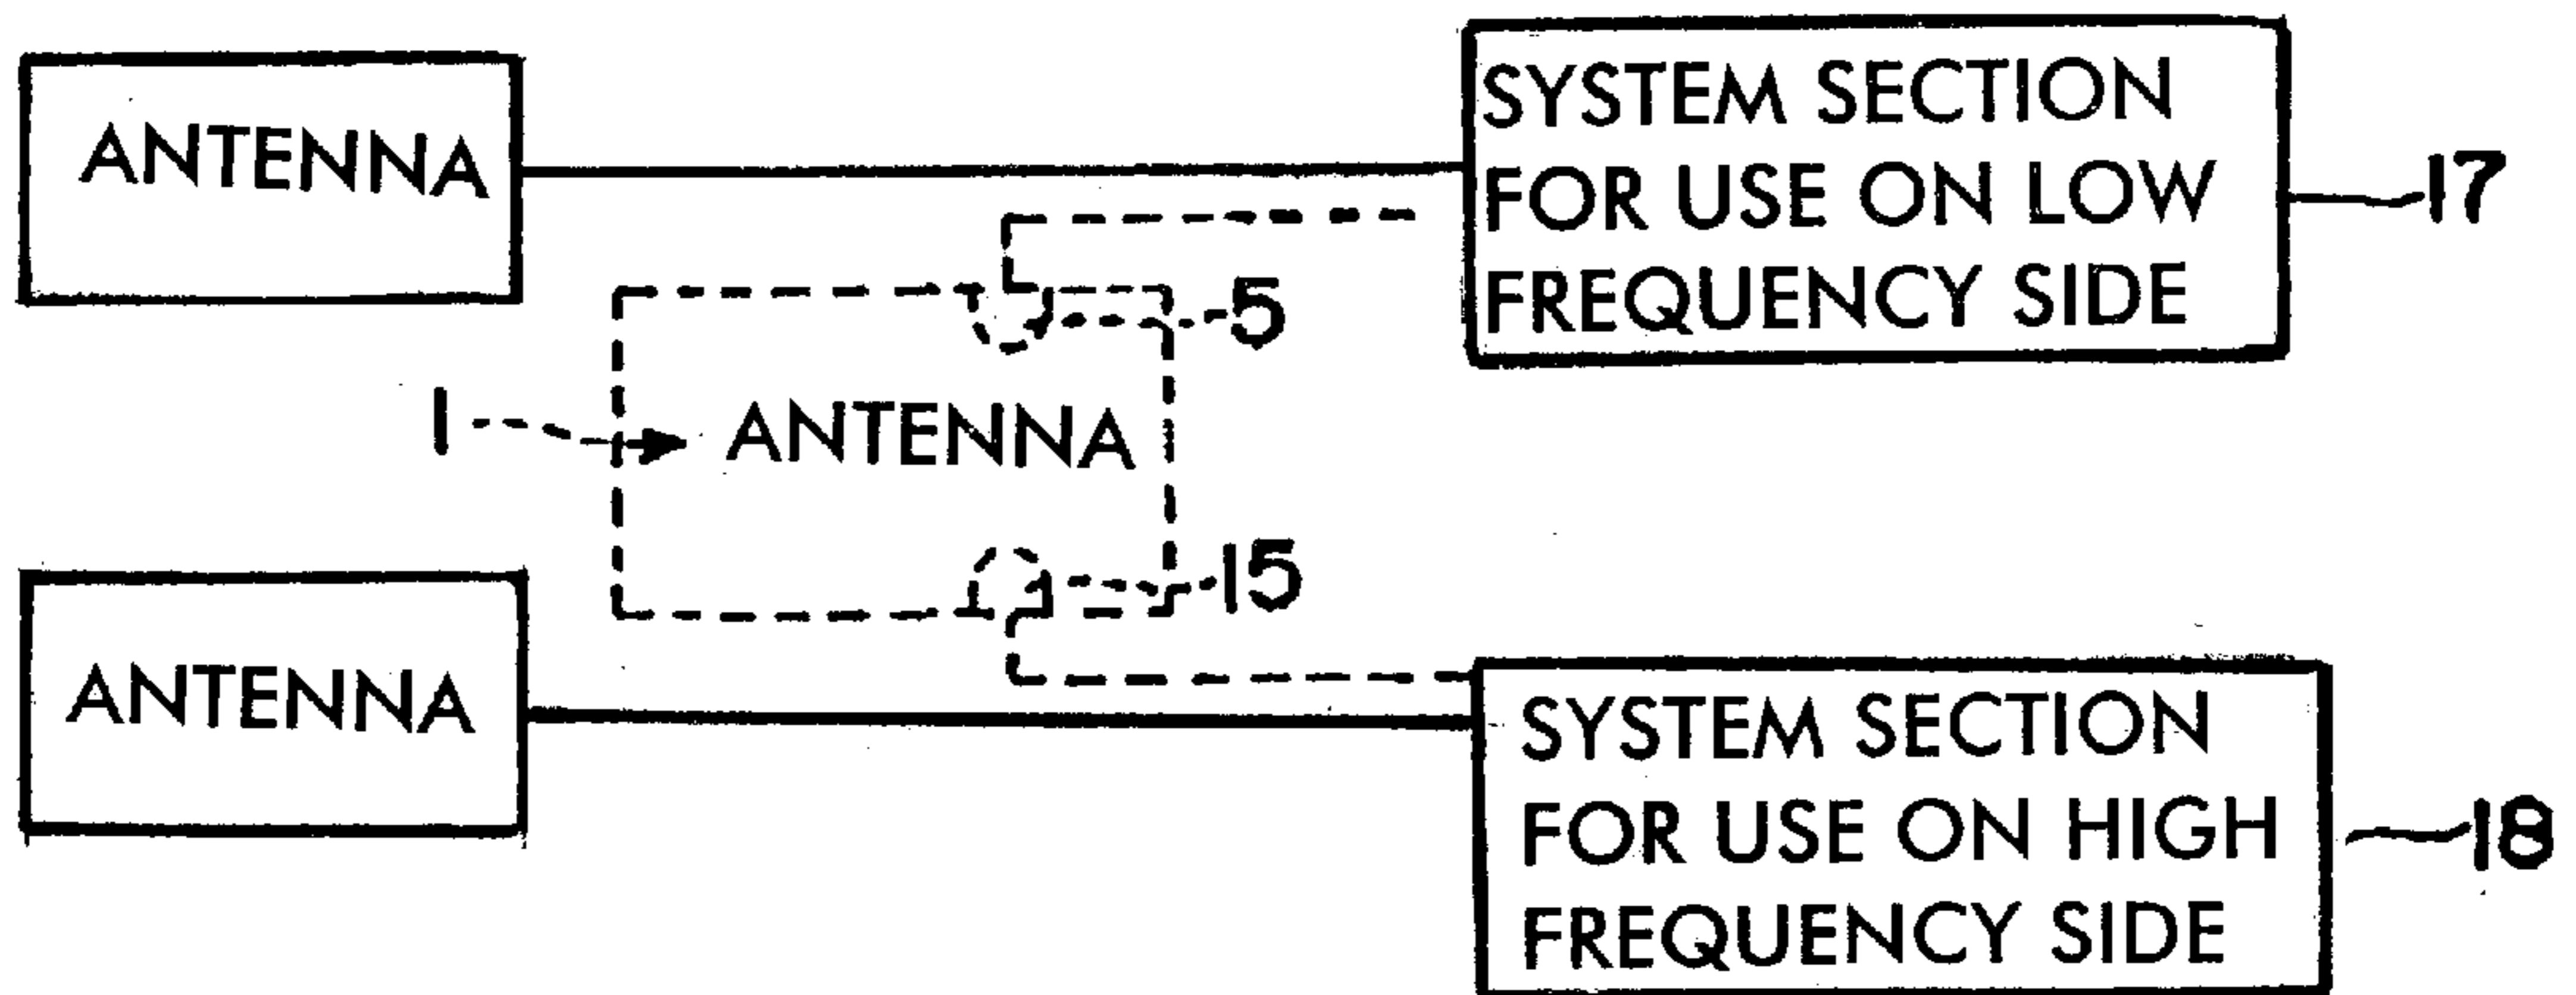 ANTENNA
SYSTEM SECTION
FOR USE ON LOW
FREQUENCY SIDE
17
5
1
ANTENNA
15
ANTENNA
SYSTEM SECTION
FOR USE ON HIGH
FREQUENCY SIDE
18